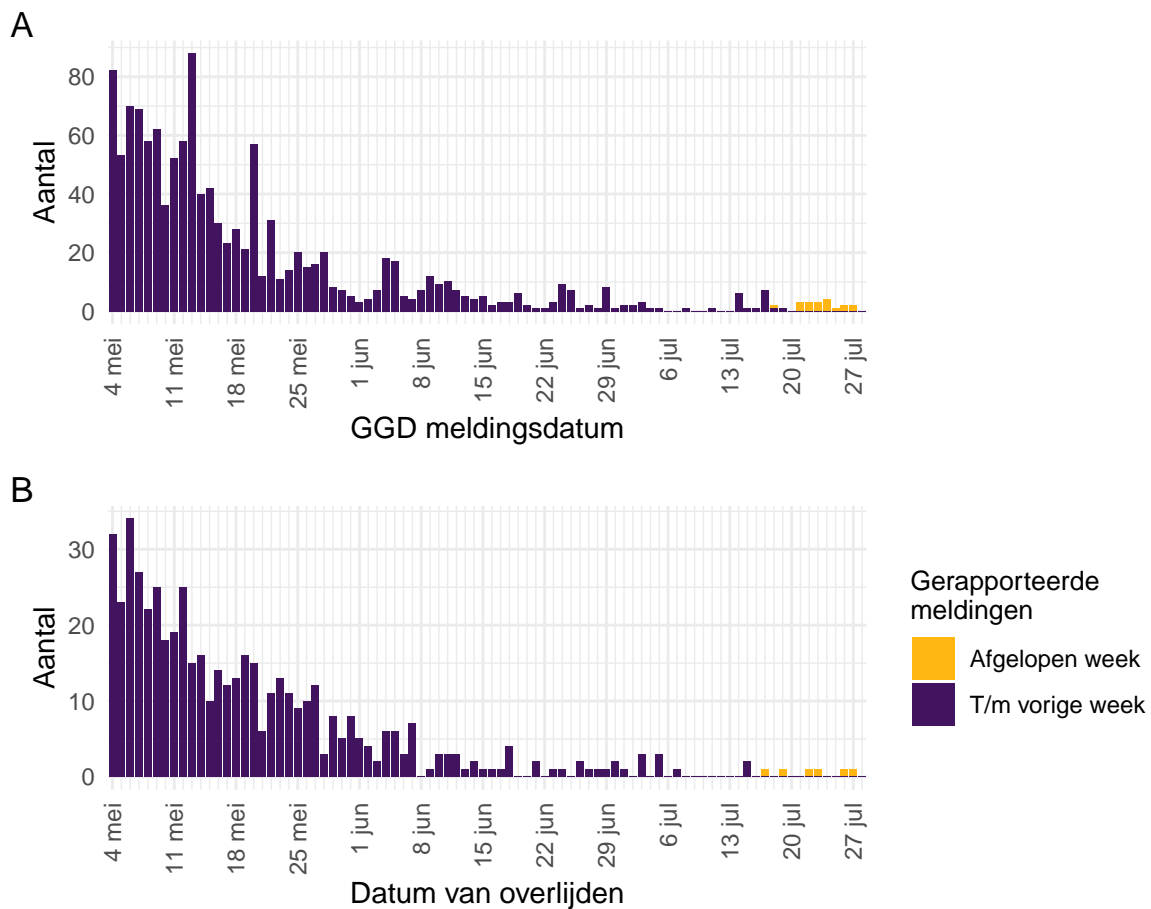 A
Aantal
80
60
40
20
0
4 mei
11 mei
18 mei
25 mei
1 jun
8 jun
15 jun
22 jun
29 jun
6 jul
13 jul
20 jul
27 jul
GGD meldingsdatum
B
Aantal
30
20
10
0
4 mei
11 mei
18 mei
25 mei
1 jun
8 jun
15 jun
22 jun
29 jun
6 jul
13 jul
20 jul
27 jul
Datum van overlijden
Gerapporteerde
meldingen
Afgelopen week
T/m vorige week